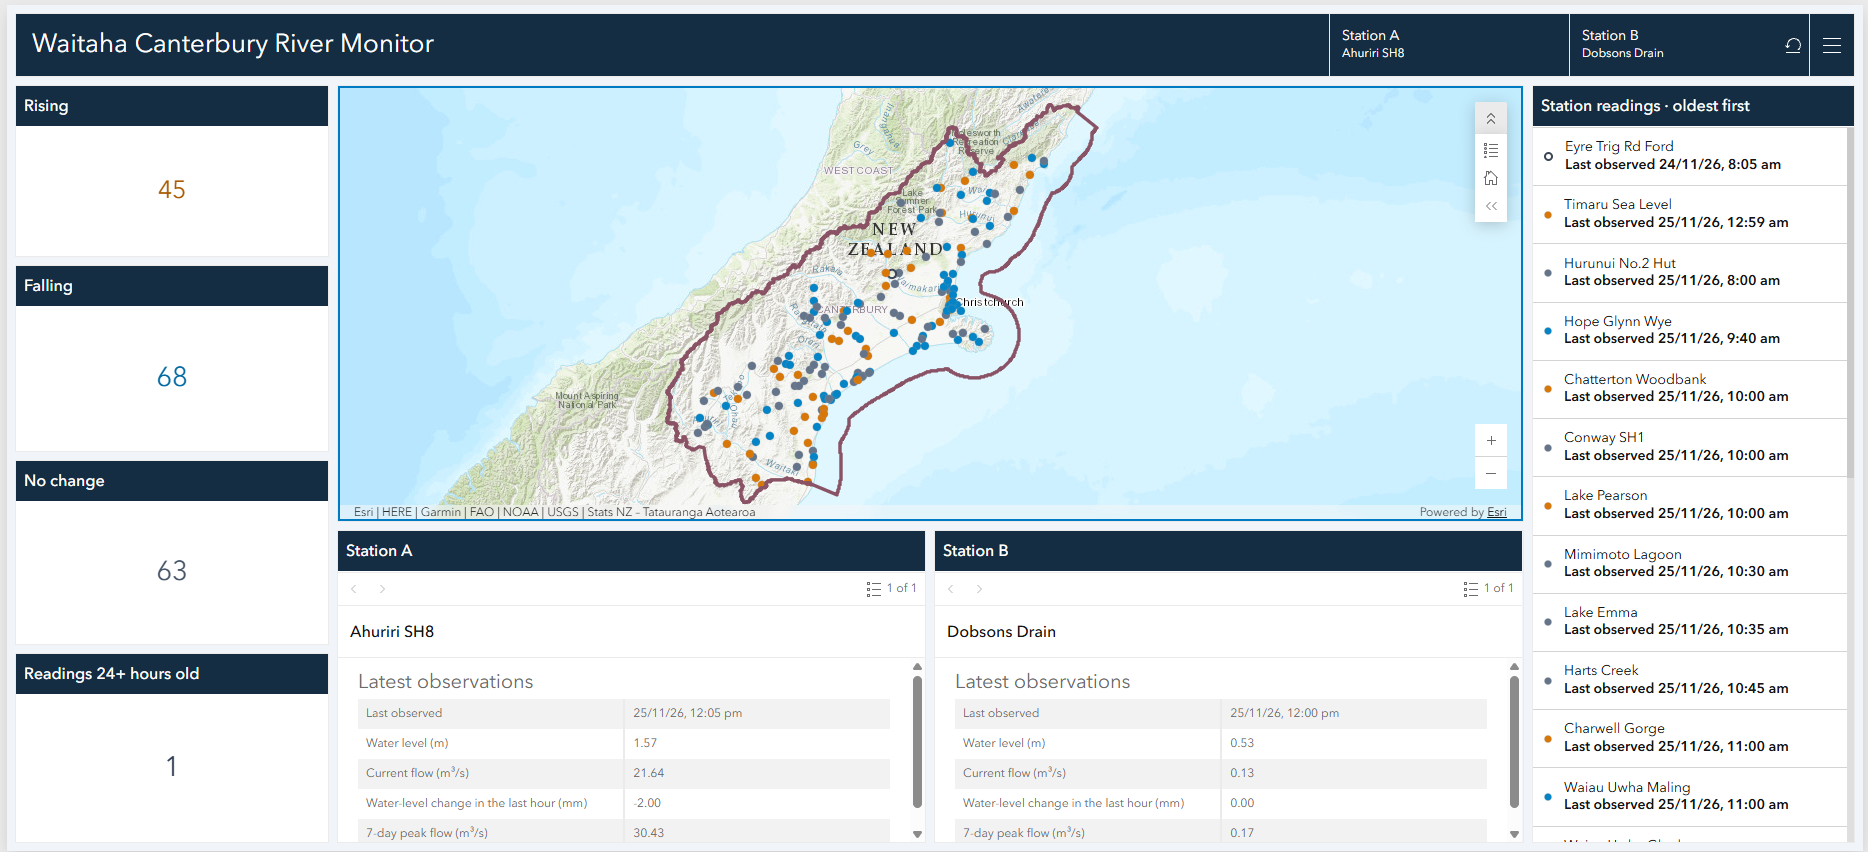 Waitaha Canterbury River Monitor
Station A
Ahuriri SH8
Station B
Dobsons Drain
Rising
45
Falling
68
No change
63
Readings 24+ hours old
1
WEST COAST
Grey
Lake
Sumner
Forest Park
Hurunui
NEW
ZEALAND
Rakaia
CANTERBURY
Christchurch
Mount Aspiring
National Park
Waitaki
Esri | HERE | Garmin | FAO | NOAA | USGS | Stats NZ - Tatauranga Aotearoa
Powered by Esri
Station A
1 of 1
Ahuriri SH8
Latest observations
Last observed 25/11/26, 12:05 pm
Water level (m) 1.57
Current flow (m³/s) 21.64
Water-level change in the last hour (mm) -2.00
7-day peak flow (m³/s) 30.43
Station B
1 of 1
Dobsons Drain
Latest observations
Last observed 25/11/26, 12:00 pm
Water level (m) 0.53
Current flow (m³/s) 0.13
Water-level change in the last hour (mm) 0.00
7-day peak flow (m³/s) 0.17
Station readings · oldest first
Eyre Trig Rd Ford
Last observed 24/11/26, 8:05 am
Timaru Sea Level
Last observed 25/11/26, 12:59 am
Hurunui No.2 Hut
Last observed 25/11/26, 8:00 am
Hope Glynn Wye
Last observed 25/11/26, 9:40 am
Chatterton Woodbank
Last observed 25/11/26, 10:00 am
Conway SH1
Last observed 25/11/26, 10:00 am
Lake Pearson
Last observed 25/11/26, 10:00 am
Mimimoto Lagoon
Last observed 25/11/26, 10:30 am
Lake Emma
Last observed 25/11/26, 10:35 am
Harts Creek
Last observed 25/11/26, 10:45 am
Charwell Gorge
Last observed 25/11/26, 11:00 am
Waiau Uwha Maling
Last observed 25/11/26, 11:00 am